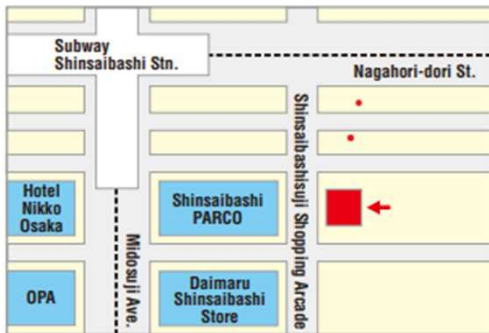 Subway
Shinsaibashi Stn.
Nagahori-dori St.
Shinsaibashisuji Shopping Arcade
Hotel
Nikko
Osaka
Shinsaibashi
PARCO
Midosuji Ave.
OPA
Daimaru
Shinsaibashi
Store